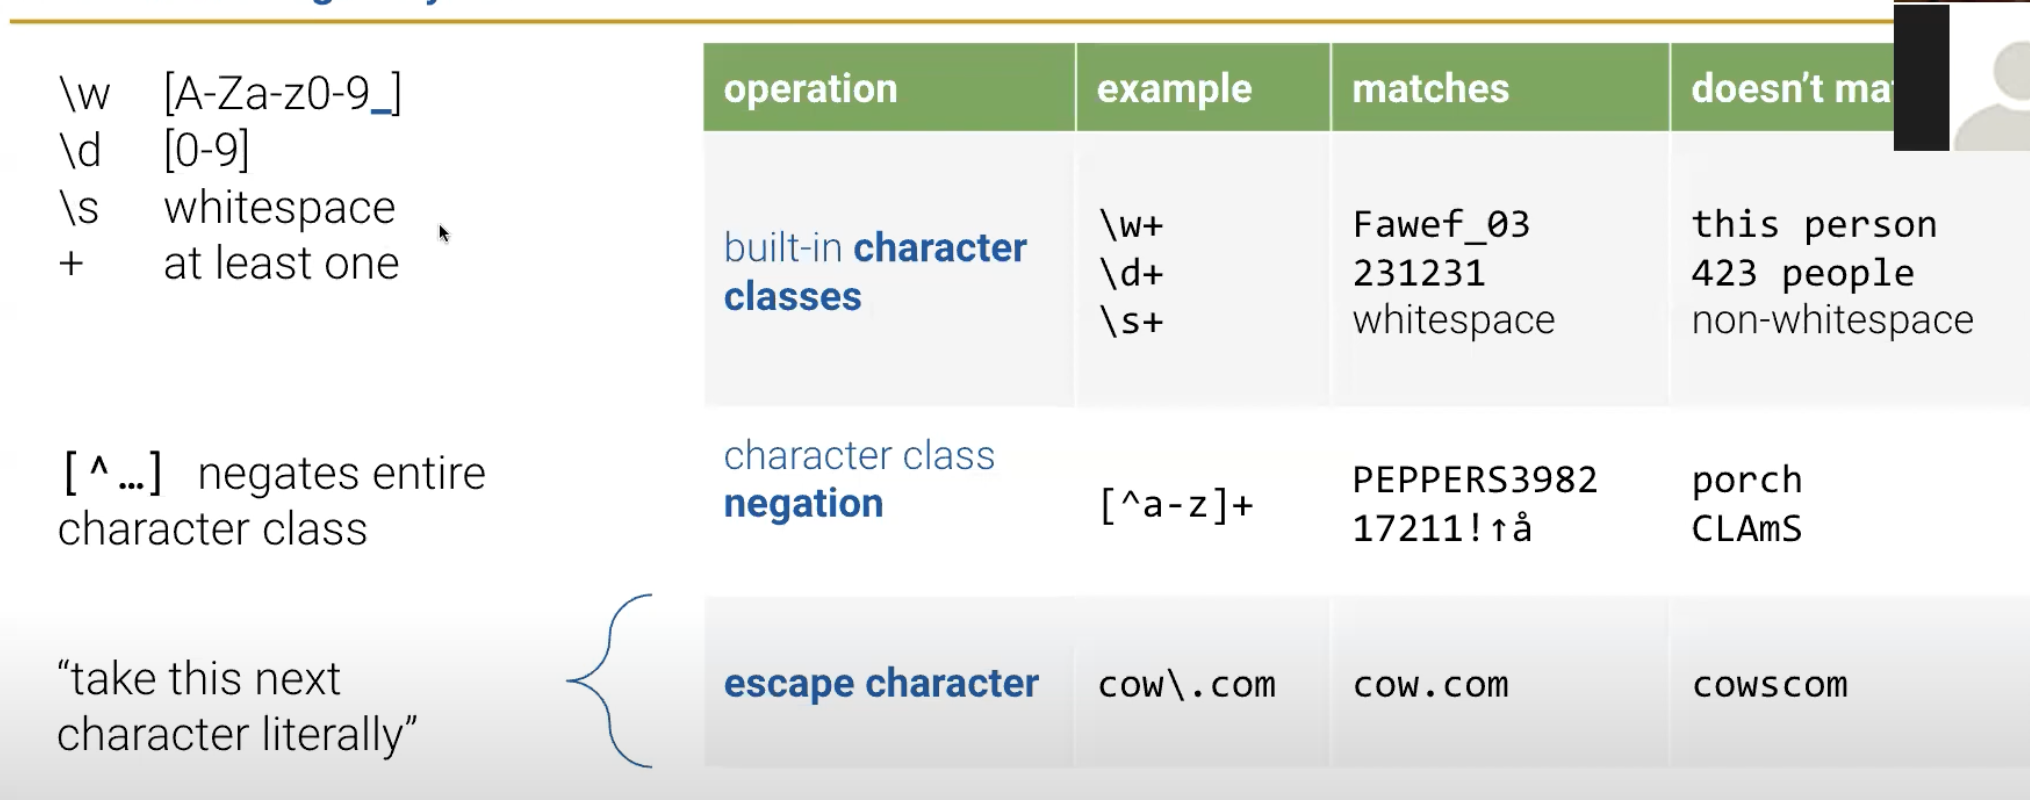 \w [A-Za-z0-9_]
\d [0-9]
\s whitespace
+ at least one
[^…] negates entire
character class
“take this next
character literally”
operation example matches doesn’t
built-in character
classes
\w+
\d+
\s+
Fawef_03
231231
whitespace
this person
423 people
non-whitespace
character class
negation
[^a-z]+
PEPPERS3982
17211!↑å
porch
CLAmS
escape character cow\.com cow.com cowscom